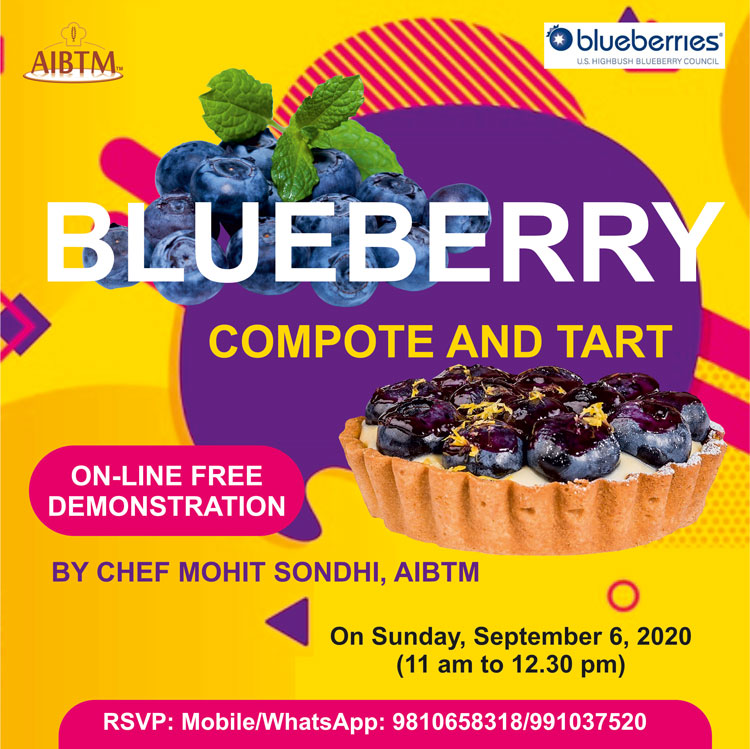 AIBTM™
blueberries®
U.S. HIGHBUSH BLUEBERRY COUNCIL
BLUEBERRY
COMPOTE AND TART
ON-LINE FREE
DEMONSTRATION
BY CHEF MOHIT SONDHI, AIBTM
On Sunday, September 6, 2020
(11 am to 12.30 pm)
RSVP: Mobile/WhatsApp: 9810658318/991037520